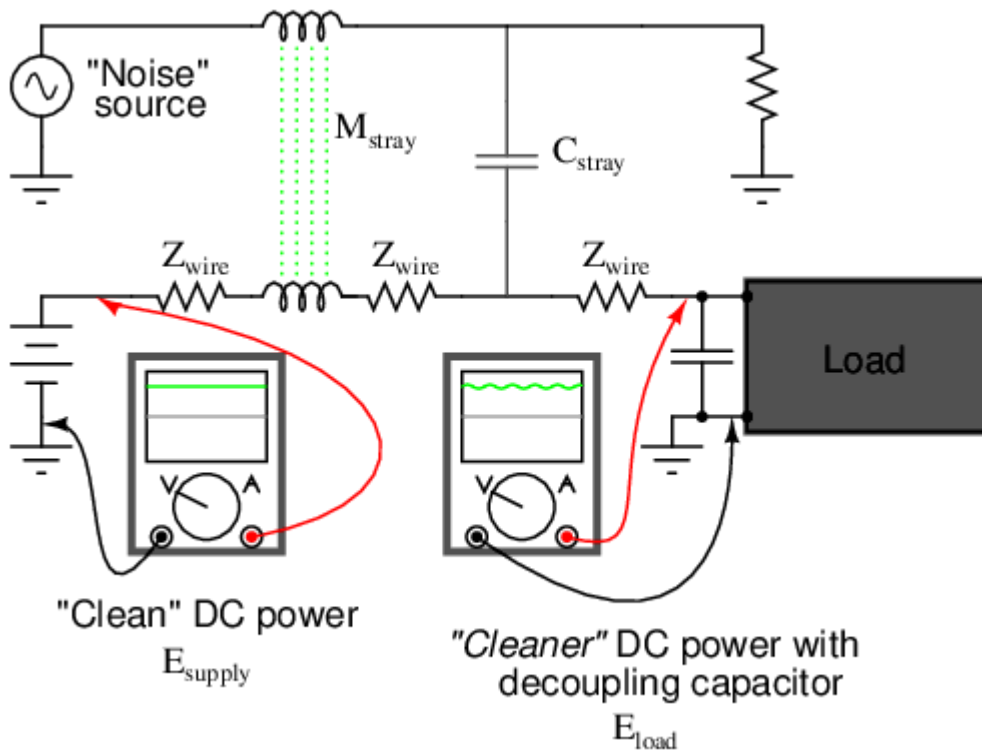 "Noise"
source
M_stray
C_stray
Z_wire
Z_wire
Z_wire
Load
V A
V A
"Clean" DC power
E_supply
"Cleaner" DC power with
decoupling capacitor
E_load